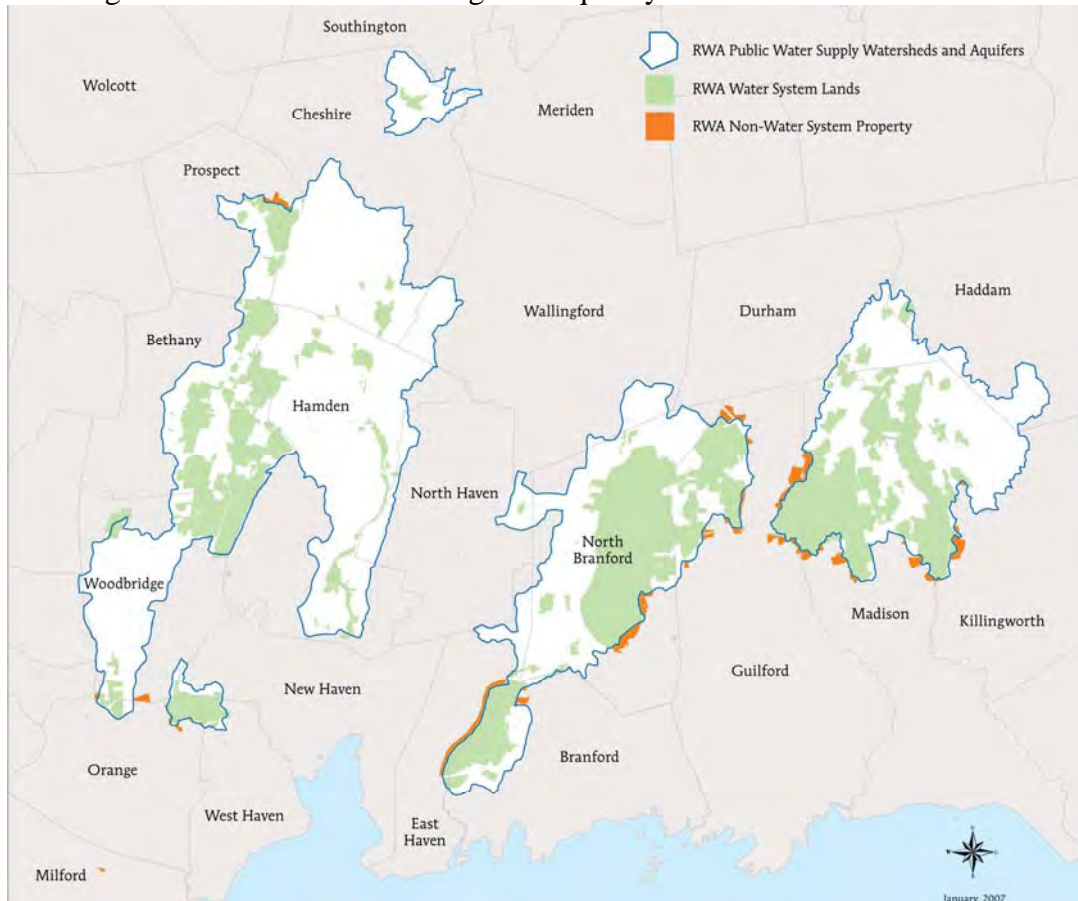 Southington
Wolcott
Cheshire
Meriden
RWA Public Water Supply Watersheds and Aquifers
RWA Water System Lands
RWA Non-Water System Property
Prospect
Haddam
Durham
Wallingford
Bethany
Hamden
North Haven
North
Branford
Woodbridge
Madison
Killingworth
Guilford
New Haven
Orange
Branford
West Haven
East
Haven
Milford
January, 2007